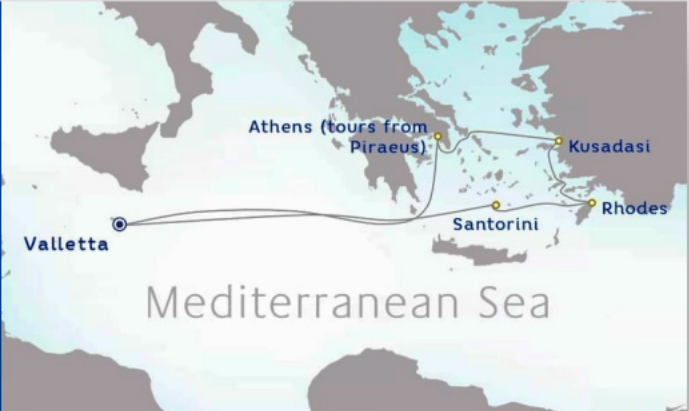 Athens (tours from
Piraeus)
Kusadasi
Rhodes
Santorini
Valletta
Mediterranean Sea